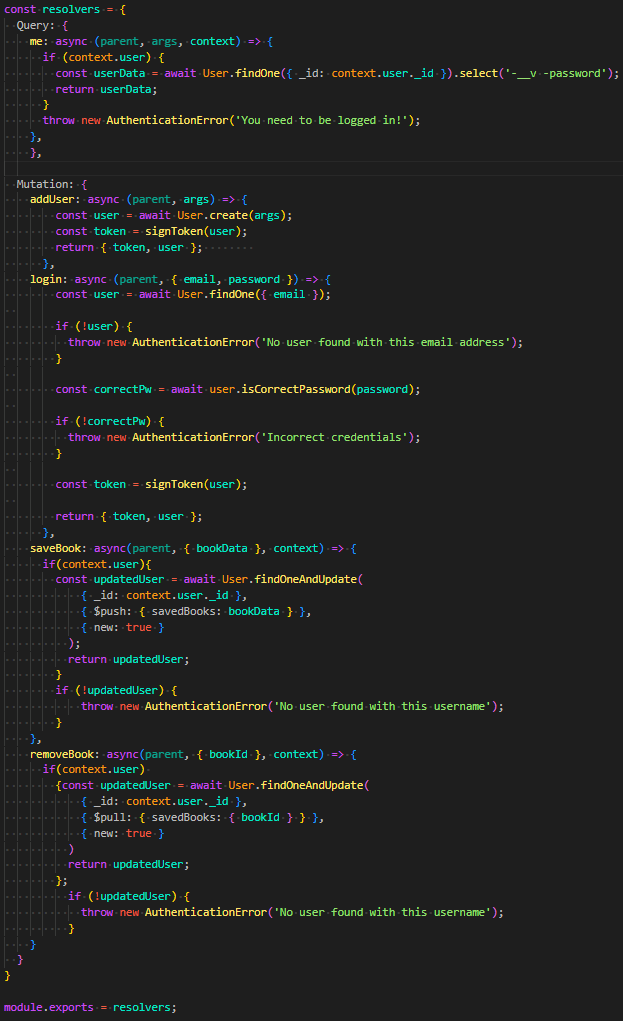 const resolvers = {
  Query: {
    me: async (parent, args, context) => {
      if (context.user) {
        const userData = await User.findOne({ _id: context.user._id }).select('-__v -password');
        return userData;
      }
      throw new AuthenticationError('You need to be logged in!');
    },
    },
  Mutation: {
    addUser: async (parent, args) => {
        const user = await User.create(args);
        const token = signToken(user);
        return { token, user };
      },
    login: async (parent, { email, password }) => {
        const user = await User.findOne({ email });
        if (!user) {
          throw new AuthenticationError('No user found with this email address');
        }
        const correctPw = await user.isCorrectPassword(password);
        if (!correctPw) {
          throw new AuthenticationError('Incorrect credentials');
        }
        const token = signToken(user);
        return { token, user };
      },
    saveBook: async(parent, { bookData }, context) => {
      if(context.user){
        const updatedUser = await User.findOneAndUpdate(
            { _id: context.user._id },
            { $push: { savedBooks: bookData } },
            { new: true }
          );
          return updatedUser;
        }
        if (!updatedUser) {
            throw new AuthenticationError('No user found with this username');
        }
    },
    removeBook: async(parent, { bookId }, context) => {
      if(context.user)
        {const updatedUser = await User.findOneAndUpdate(
            { _id: context.user._id },
            { $pull: { savedBooks: { bookId } } },
            { new: true }
          )
          return updatedUser;
        };
          if (!updatedUser) {
            throw new AuthenticationError('No user found with this username');
          }
    }
  }
}
module.exports = resolvers;